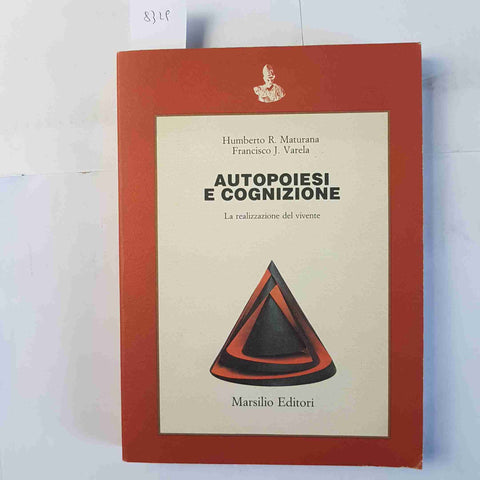 Humberto R. Maturana
Francisco J. Varela
AUTOPOIESI
E COGNIZIONE
La realizzazione del vivente
Marsilio Editori